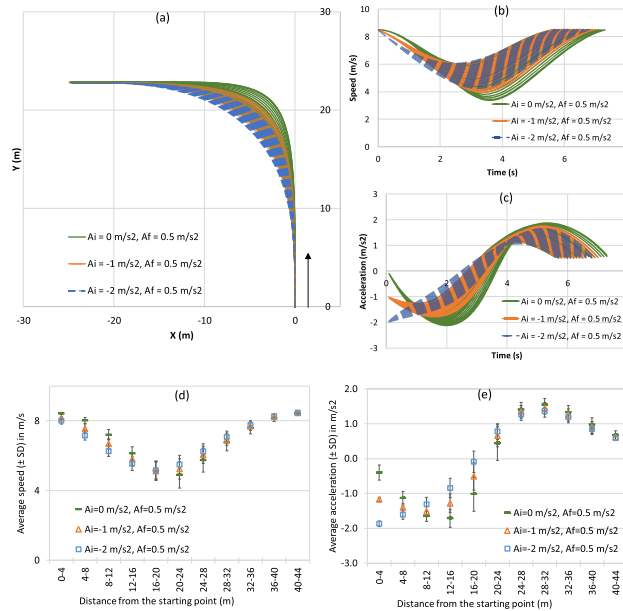 (a)
30
20
10
0
Y (m)
-30
-20
-10
0
X (m)
Ai = 0 m/s2, Af = 0.5 m/s2
Ai = -1 m/s2, Af = 0.5 m/s2
Ai = -2 m/s2, Af = 0.5 m/s2
(b)
10
8
6
4
2
0
Speed (m/s)
0
2
4
6
Time (s)
Ai = 0 m/s2, Af = 0.5 m/s2
Ai = -1 m/s2, Af = 0.5 m/s2
Ai = -2 m/s2, Af = 0.5 m/s2
(c)
3
2
1
0
-1
-2
-3
Acceleration (m/s2)
0
2
4
6
Time (s)
Ai = 0 m/s2, Af = 0.5 m/s2
Ai = -1 m/s2, Af = 0.5 m/s2
Ai = -2 m/s2, Af = 0.5 m/s2
(d)
8
4
0
Average speed (± SD) in m/s
Ai=0 m/s2, Af=0.5 m/s2
Ai=-1 m/s2, Af=0.5 m/s2
Ai=-2 m/s2, Af=0.5 m/s2
0-4
4-8
8-12
12-16
16-20
20-24
24-28
28-32
32-36
36-40
40-44
Distance from the starting point (m)
(e)
2.0
1.0
0.0
-1.0
-2.0
-3.0
Average acceleration (± SD) in m/s2
Ai=0 m/s2, Af=0.5 m/s2
Ai=-1 m/s2, Af=0.5 m/s2
Ai=-2 m/s2, Af=0.5 m/s2
0-4
4-8
8-12
12-16
16-20
20-24
24-28
28-32
32-36
36-40
40-44
Distance from the starting point (m)